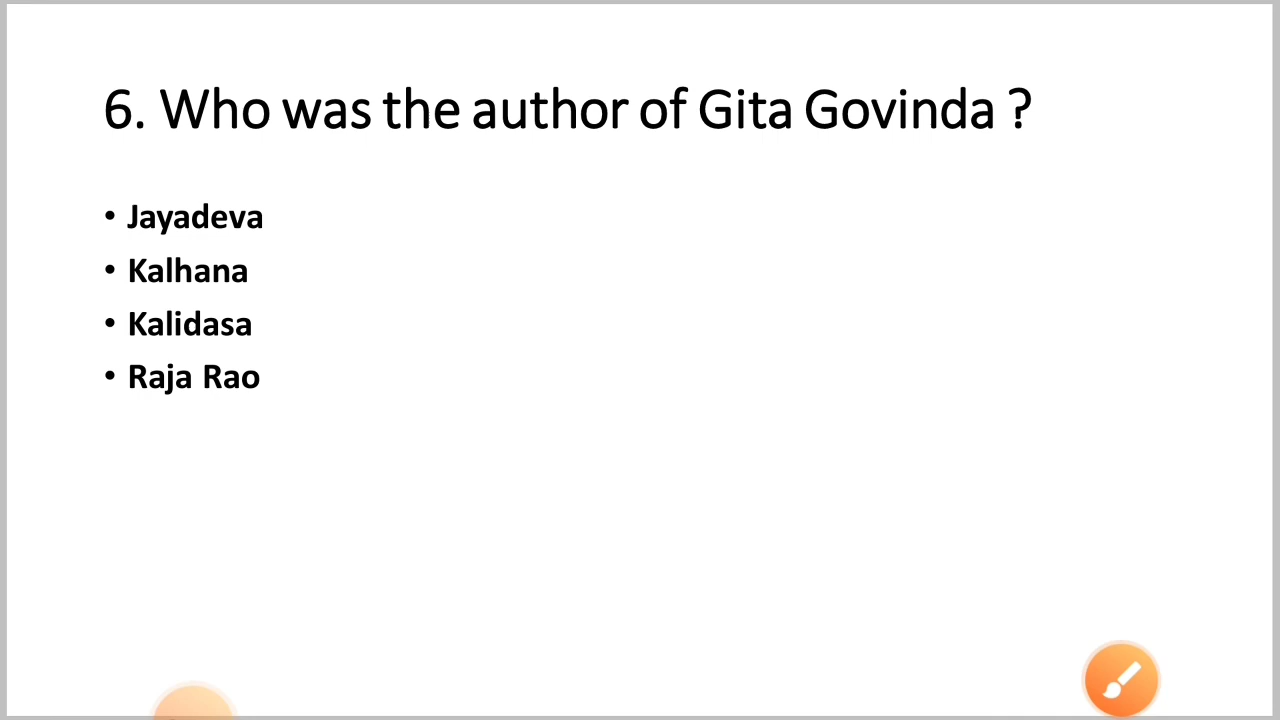 6. Who was the author of Gita Govinda ?
• Jayadeva
• Kalhana
• Kalidasa
• Raja Rao